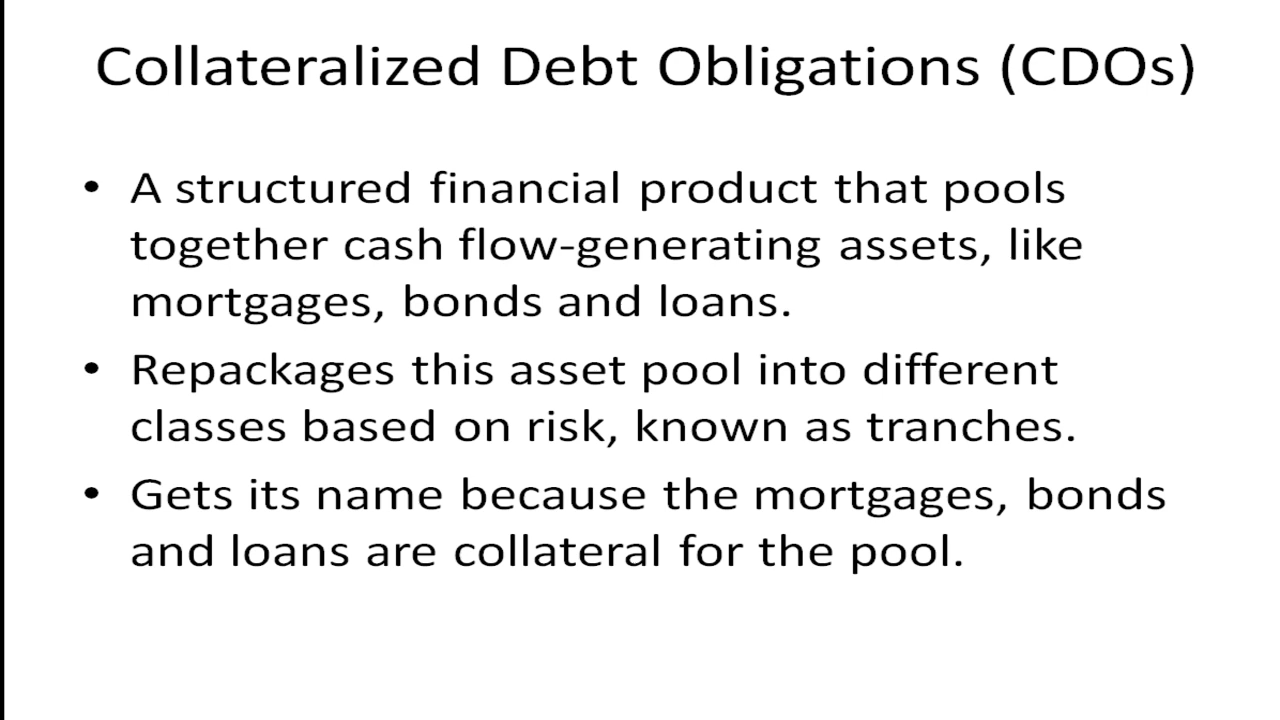 Collateralized Debt Obligations (CDOs)
• A structured financial product that pools
together cash flow-generating assets, like
mortgages, bonds and loans.
• Repackages this asset pool into different
classes based on risk, known as tranches.
• Gets its name because the mortgages, bonds
and loans are collateral for the pool.